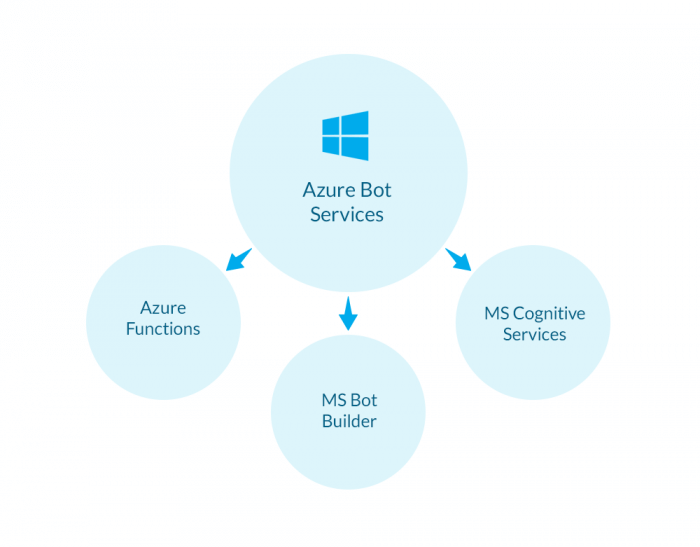 Azure Bot
Services
Azure
Functions
MS Cognitive
Services
MS Bot
Builder